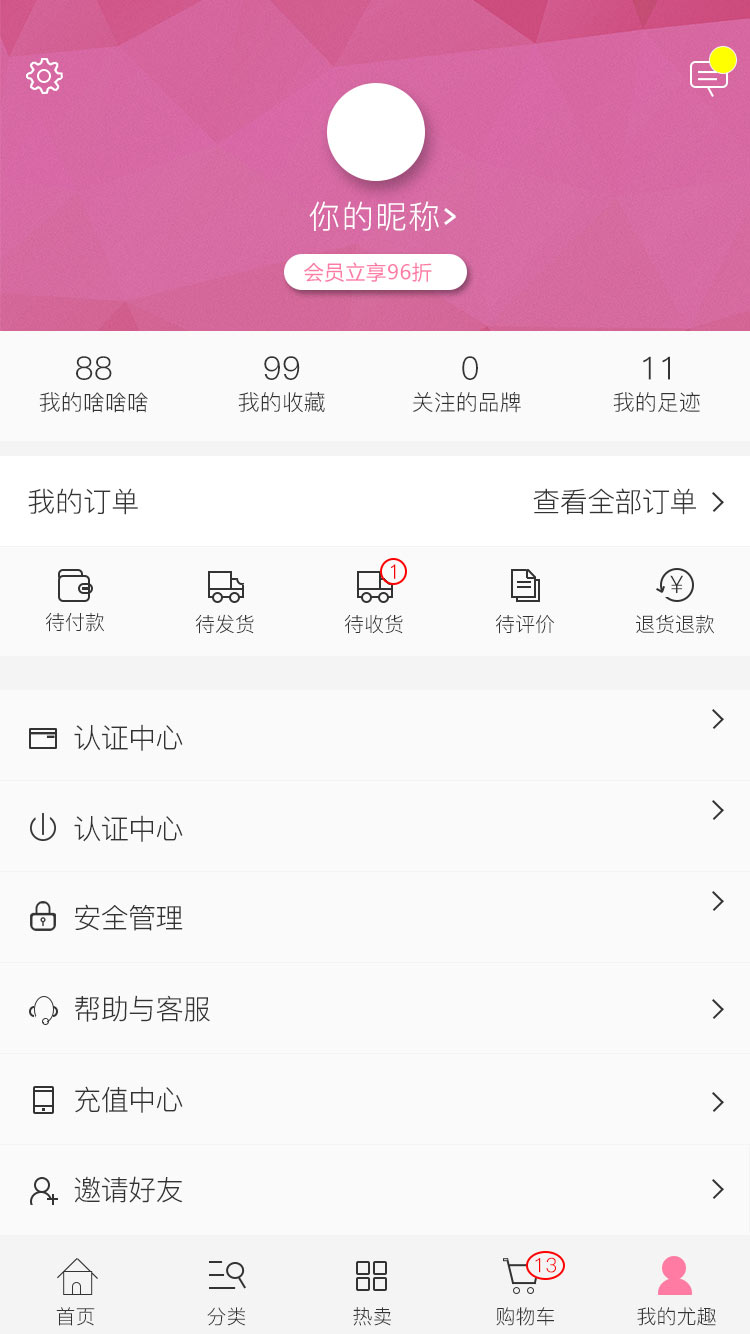 你的昵称>
会员立享96折
88 99 0 11
我的啥啥啥 我的收藏 关注的品牌 我的足迹
我的订单 查看全部订单
1 ¥
待付款 待发货 待收货 待评价 退货退款
认证中心
认证中心
安全管理
帮助与客服
充值中心
邀请好友
13
首页 分类 热卖 购物车 我的尤趣